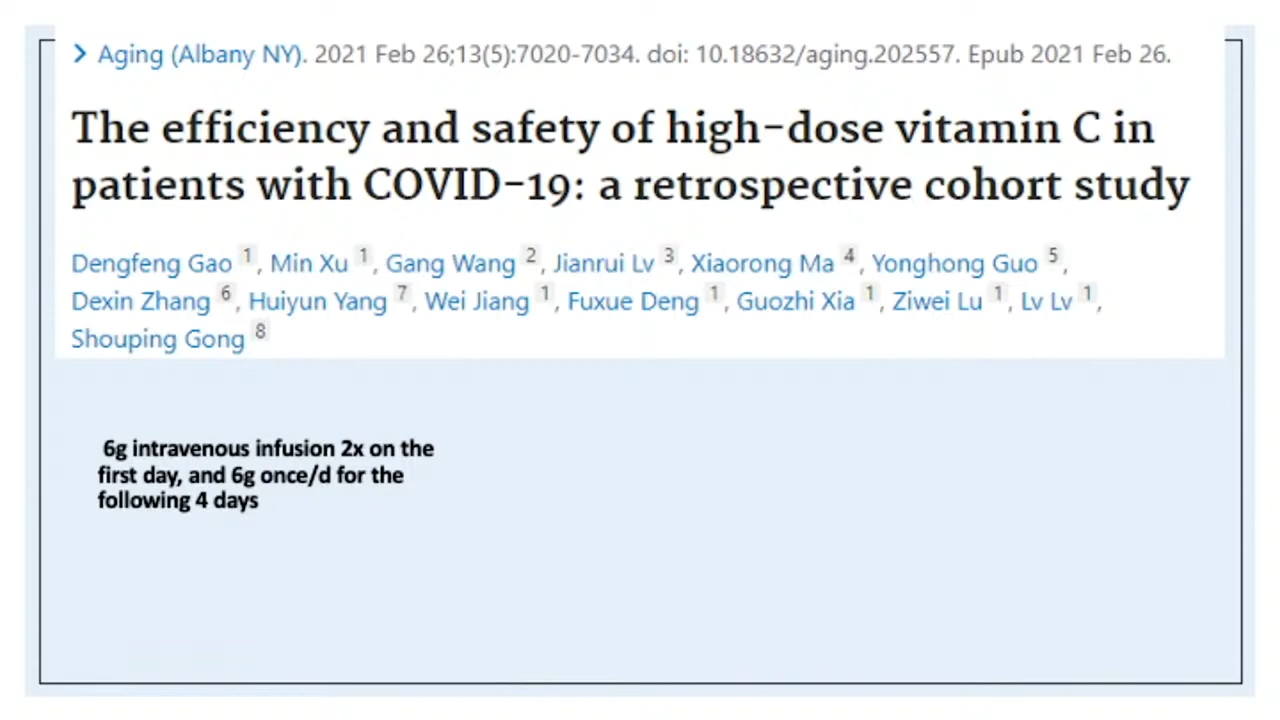 > Aging (Albany NY). 2021 Feb 26;13(5):7020-7034. doi: 10.18632/aging.202557. Epub 2021 Feb 26.
The efficiency and safety of high-dose vitamin C in
patients with COVID-19: a retrospective cohort study
Dengfeng Gao 1, Min Xu 1, Gang Wang 2, Jianrui Lv 3, Xiaorong Ma 4, Yonghong Guo 5,
Dexin Zhang 6, Huiyun Yang 7, Wei Jiang 1, Fuxue Deng 1, Guozhi Xia 1, Ziwei Lu 1, Lv Lv 1,
Shouping Gong 8
6g intravenous infusion 2x on the
first day, and 6g once/d for the
following 4 days